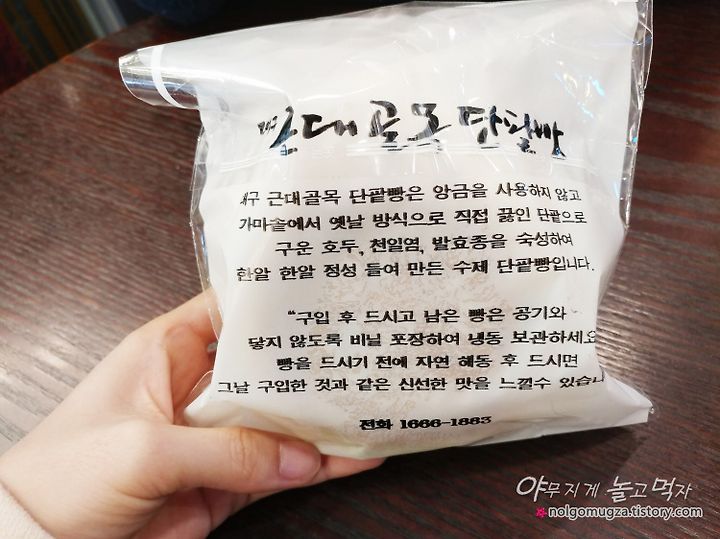 근대골목단팥빵
대구 근대골목 단팥빵은 앙금을 사용하지 않고
가마솥에서 옛날 방식으로 직접 끓인 단팥으로
구운 호두, 천일염, 발효종을 숙성하여
한알 한알 정성 들여 만든 수제 단팥빵입니다.
“구입 후 드시고 남은 빵은 공기와
닿지 않도록 비닐 포장하여 냉동 보관하세요
빵을 드시기 전에 자연 해동 후 드시면
그날 구입한 것과 같은 신선한 맛을 느낄수 있습니
전화 1666-1883
야무지게 놀고먹자
nolgomugza.tistory.com